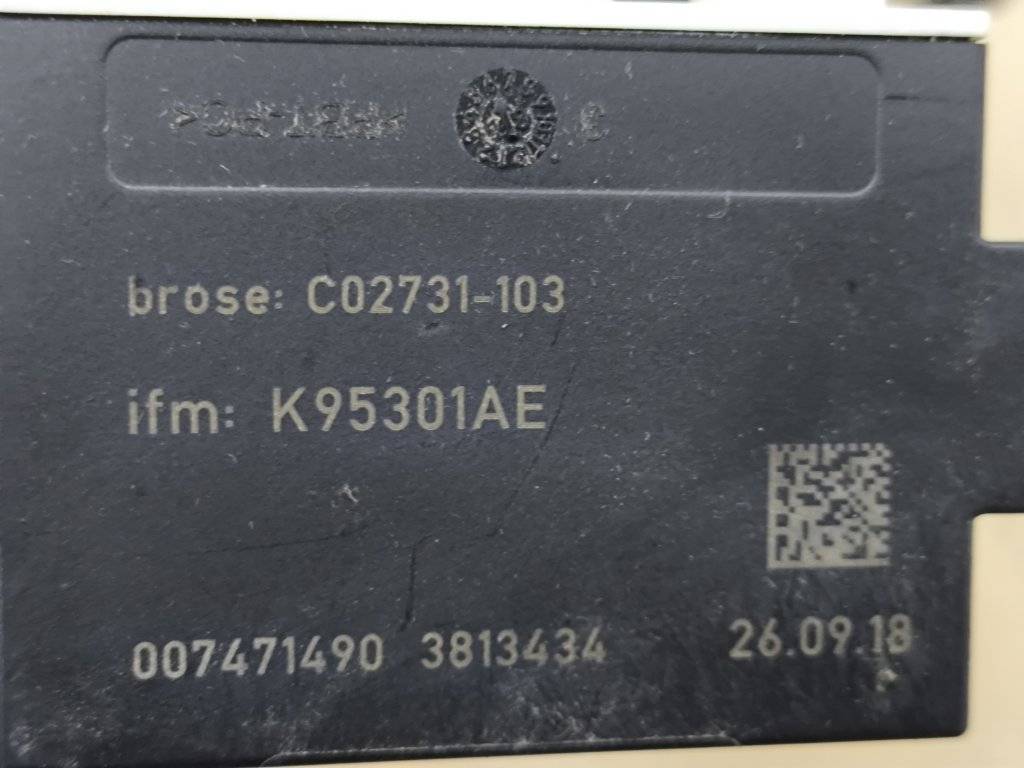 brose: C02731-103
ifm: K95301AE
007471490 3813434 26.09.18